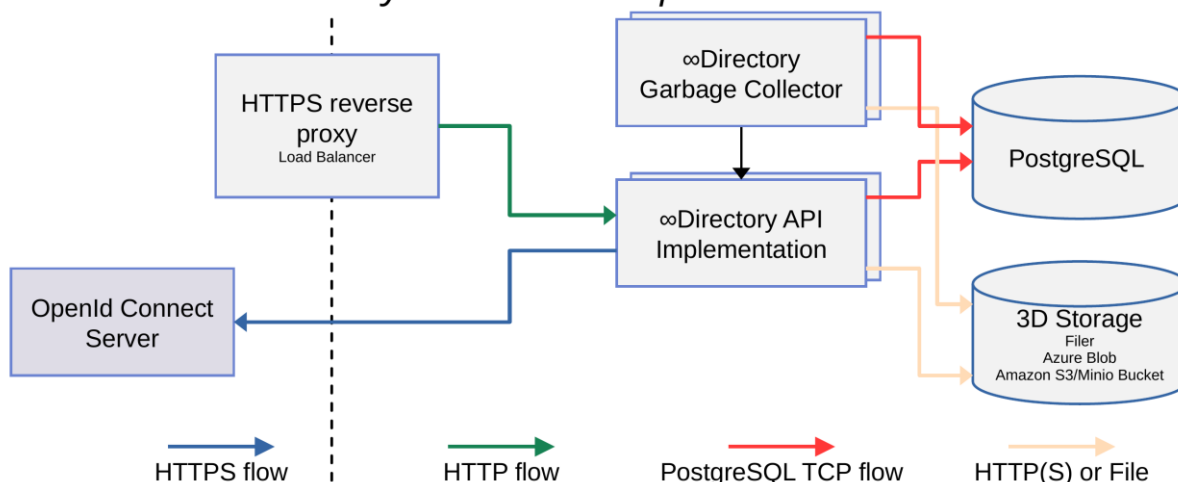 ∞Directory
Garbage Collector
HTTPS reverse
proxy
Load Balancer
PostgreSQL
∞Directory API
Implementation
OpenId Connect
Server
3D Storage
Filer
Azure Blob
Amazon S3/Minio Bucket
HTTPS flow
HTTP flow
PostgreSQL TCP flow
HTTP(S) or File